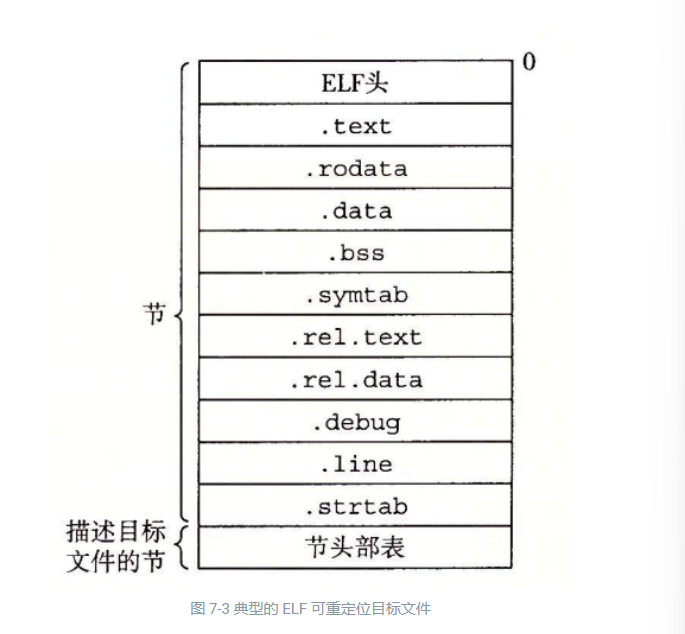 0
ELF头
.text
.rodata
.data
.bss
.symtab
节
.rel.text
.rel.data
.debug
.line
.strtab
描述目标
文件的节
节头部表
图 7-3 典型的 ELF 可重定位目标文件